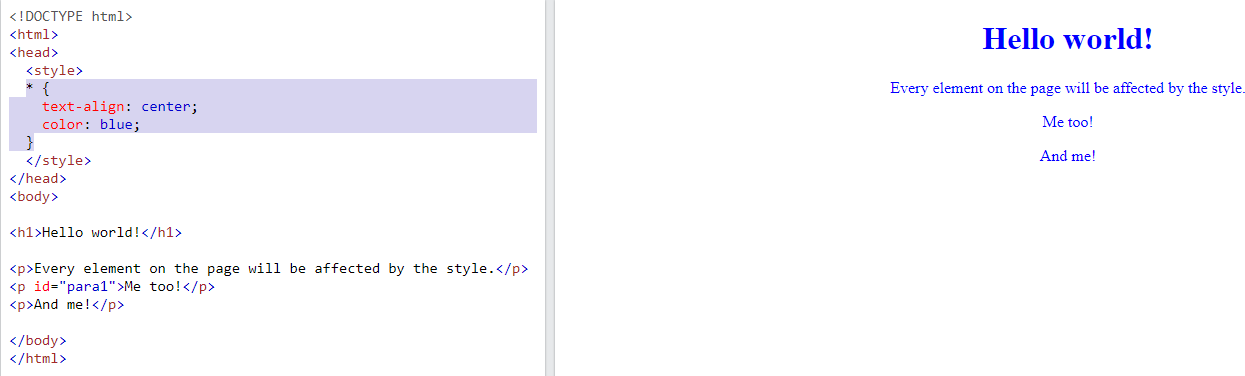 <!DOCTYPE html>
<html>
<head>
  <style>
  * {
    text-align: center;
    color: blue;
  }
  </style>
</head>
<body>

<h1>Hello world!</h1>

<p>Every element on the page will be affected by the style.</p>
<p id="para1">Me too!</p>
<p>And me!</p>

</body>
</html>
Hello world!
Every element on the page will be affected by the style.
Me too!
And me!